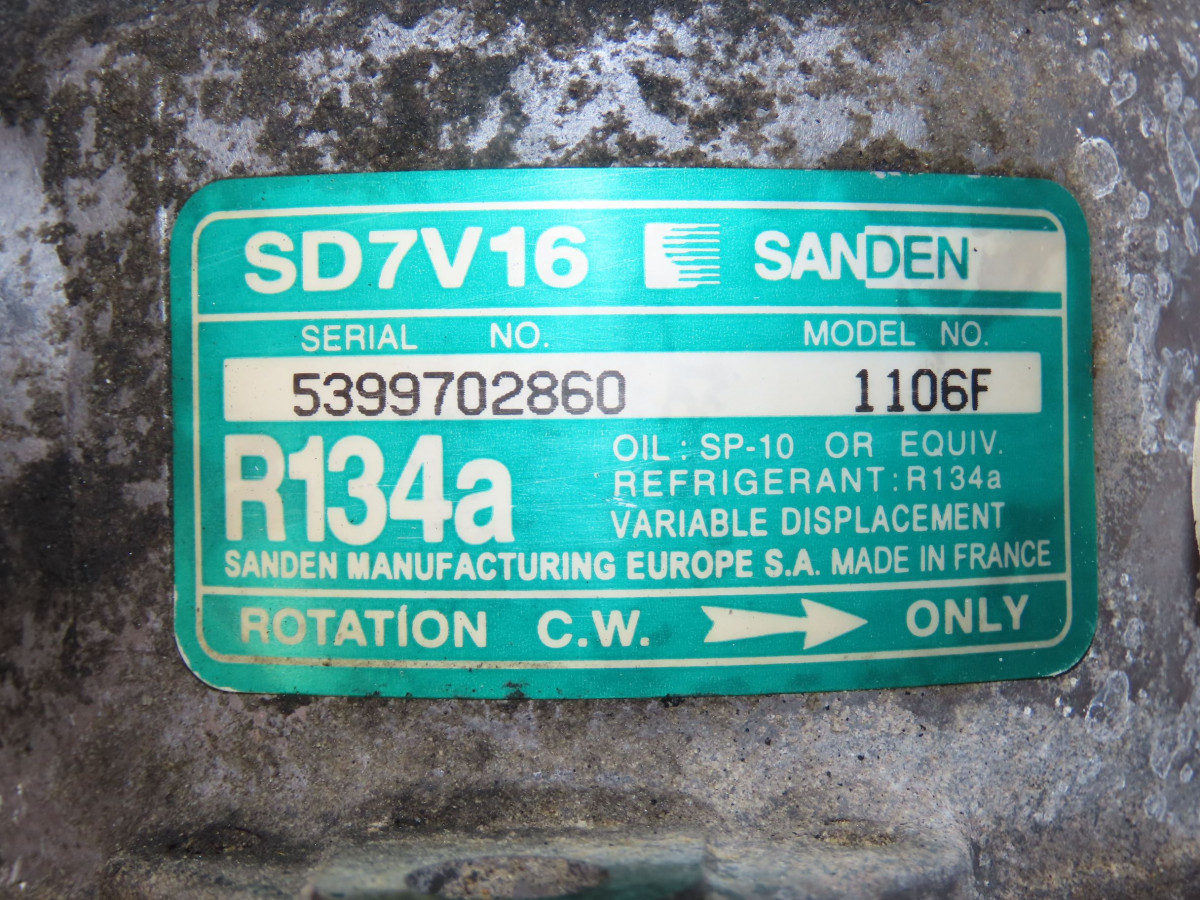 SD7V16 SANDEN
SERIAL NO. MODEL NO.
5399702860 1106F
R134a
OIL : SP-10 OR EQUIV.
REFRIGERANT : R134a
VARIABLE DISPLACEMENT
SANDEN MANUFACTURING EUROPE S.A. MADE IN FRANCE
ROTATION C.W. ONLY